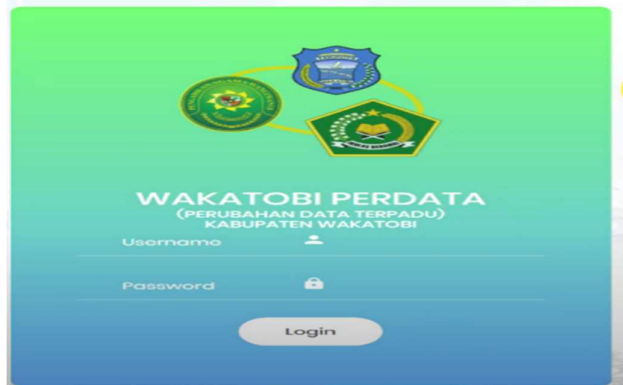 WAKATOBI PERDATA
(PERUBAHAN DATA TERPADU)
KABUPATEN WAKATOBI
Username
Password
Login